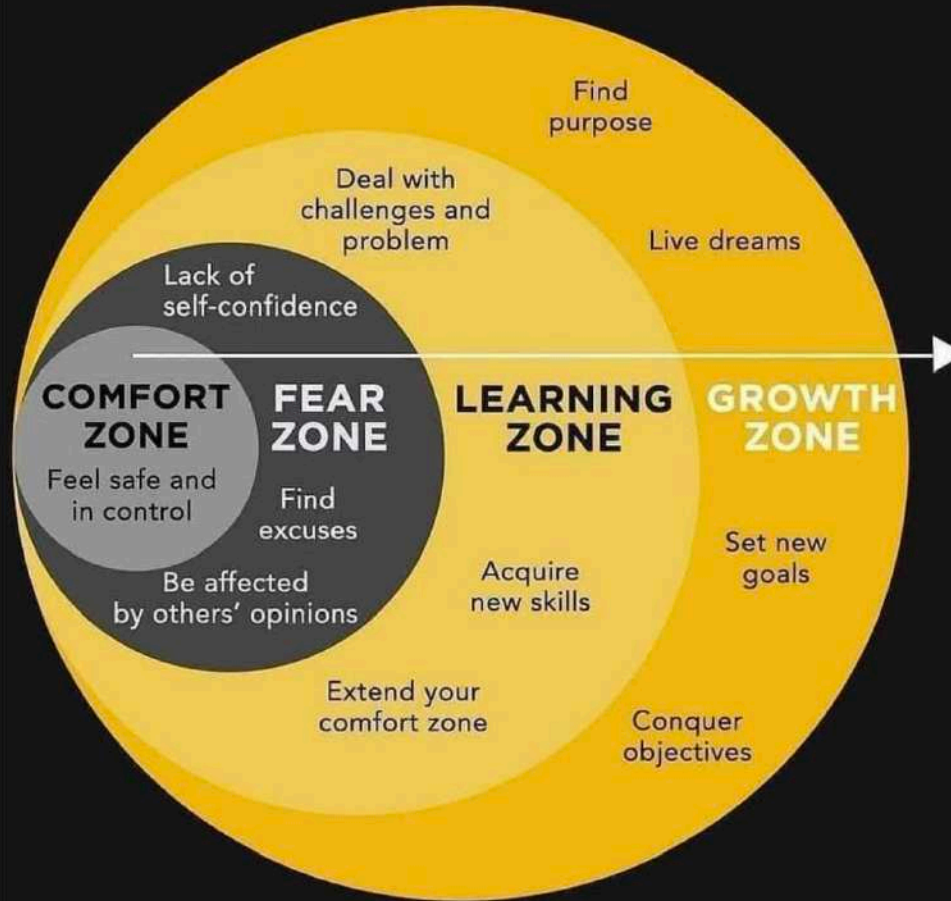 Find
purpose
Deal with
challenges and
problem
Live dreams
Lack of
self-confidence
COMFORT
ZONE
Feel safe and
in control
FEAR
ZONE
Find
excuses
Be affected
by others' opinions
LEARNING
ZONE
Acquire
new skills
Extend your
comfort zone
GROWTH
ZONE
Set new
goals
Conquer
objectives